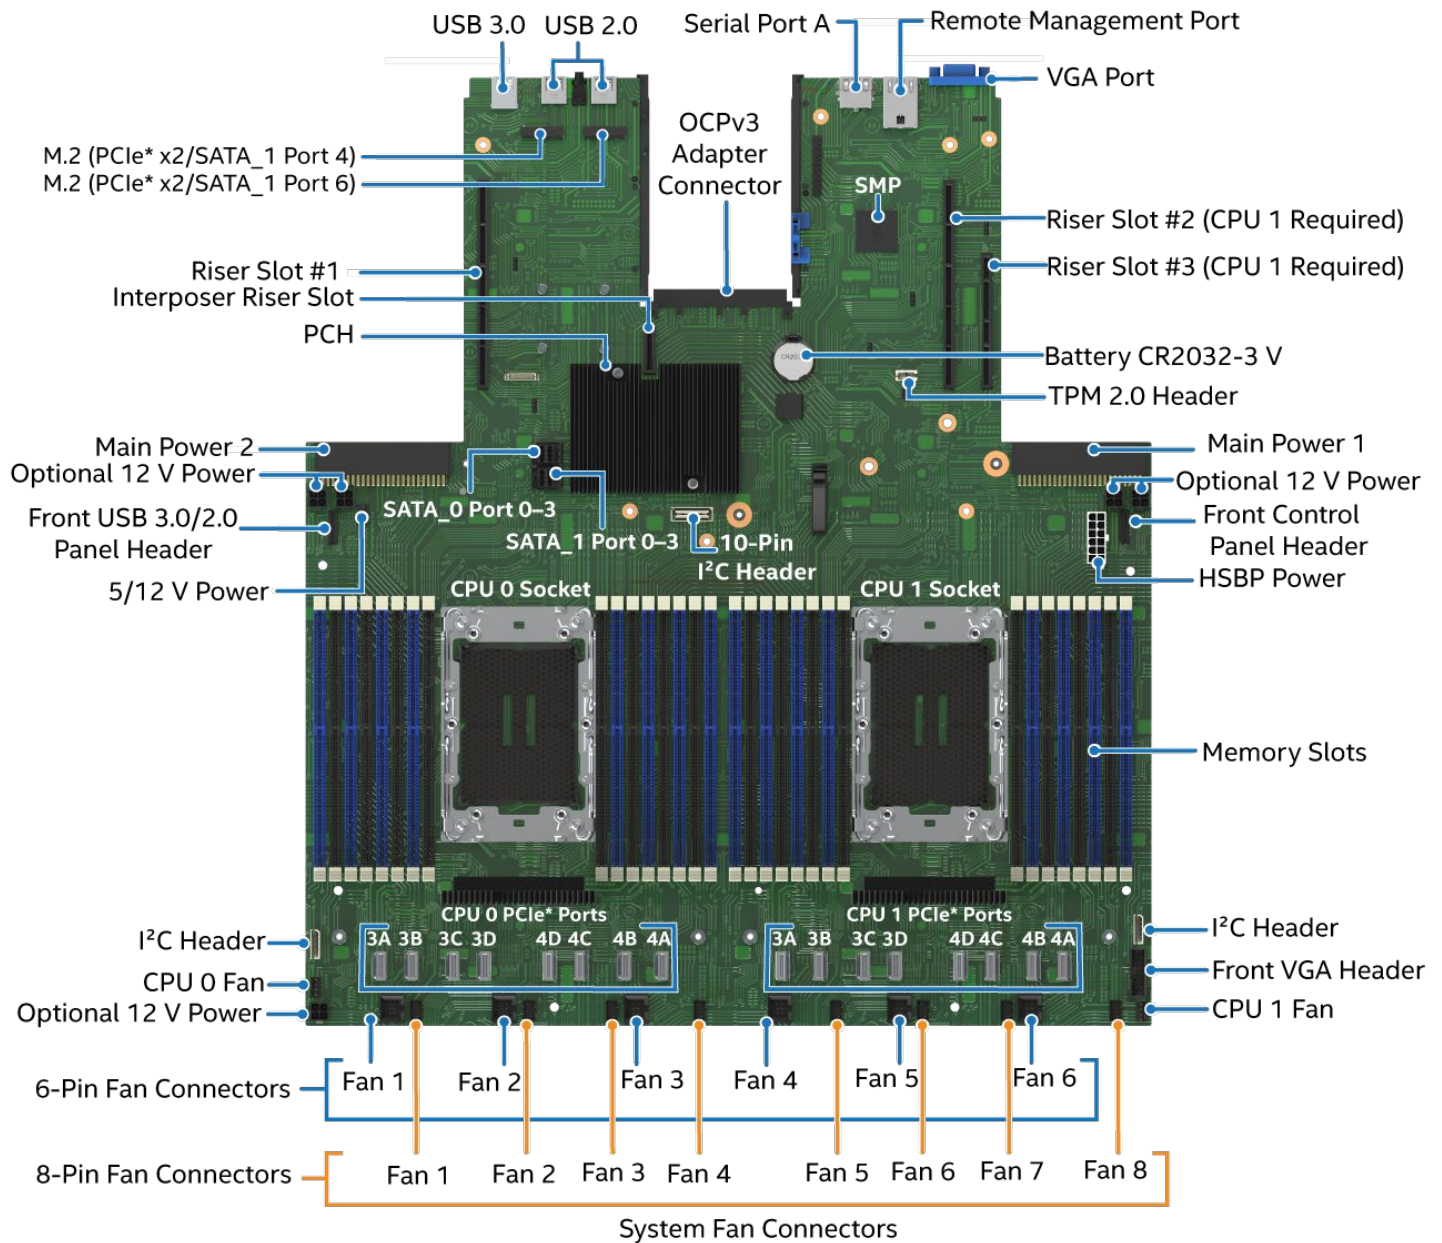 USB 3.0
USB 2.0
Serial Port A
Remote Management Port
VGA Port
OCPv3
Adapter
Connector
M.2 (PCIe* x2/SATA_1 Port 4)
M.2 (PCIe* x2/SATA_1 Port 6)
SMP
Riser Slot #2 (CPU 1 Required)
Riser Slot #1
Riser Slot #3 (CPU 1 Required)
Interposer Riser Slot
PCH
Battery CR2032-3 V
TPM 2.0 Header
Main Power 2
Main Power 1
Optional 12 V Power
Optional 12 V Power
SATA_0 Port 0–3
Front USB 3.0/2.0
Panel Header
Front Control
Panel Header
SATA_1 Port 0–3
10-Pin
I²C Header
HSBP Power
5/12 V Power
CPU 0 Socket
CPU 1 Socket
Memory Slots
CPU 0 PCIe* Ports
CPU 1 PCIe* Ports
3A 3B 3C 3D 4D 4C 4B 4A
3A 3B 3C 3D 4D 4C 4B 4A
I²C Header
I²C Header
CPU 0 Fan
Front VGA Header
Optional 12 V Power
CPU 1 Fan
6-Pin Fan Connectors
Fan 1 Fan 2 Fan 3 Fan 4 Fan 5 Fan 6
8-Pin Fan Connectors
Fan 1 Fan 2 Fan 3 Fan 4 Fan 5 Fan 6 Fan 7 Fan 8
System Fan Connectors